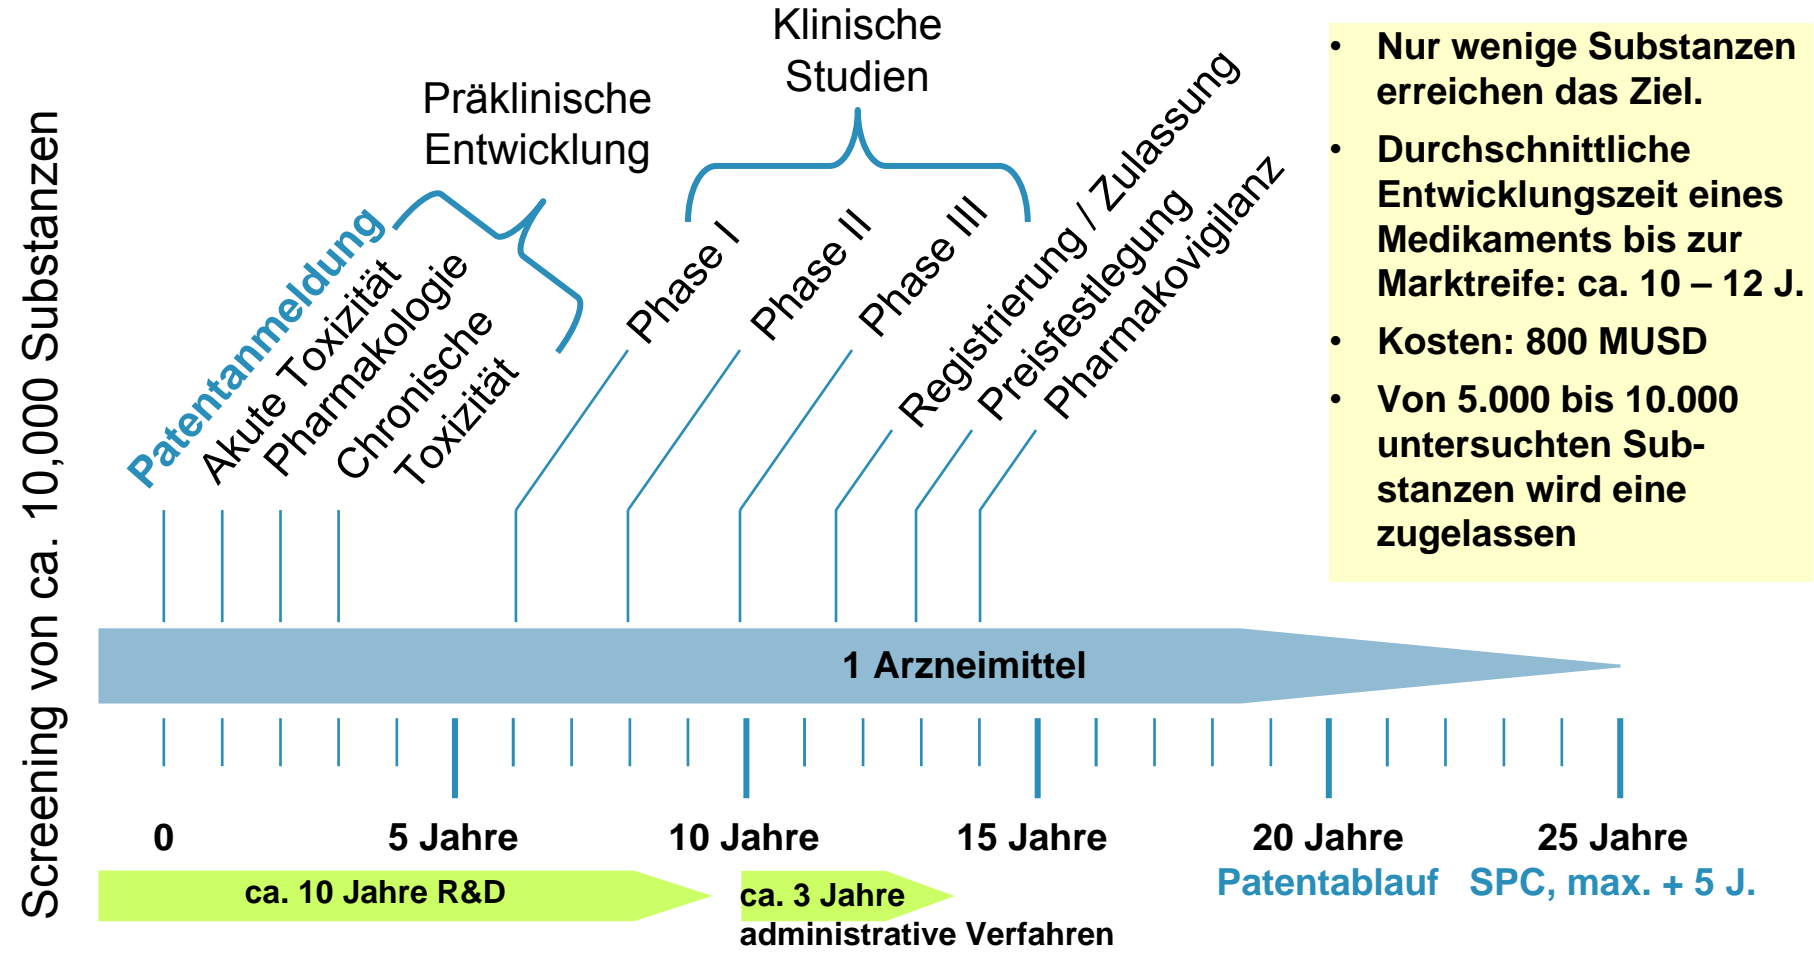 Screening von ca. 10,000 Substanzen
Präklinische
Entwicklung
Klinische
Studien
Patentanmeldung
Akute Toxizität
Pharmakologie
Chronische
Toxizität
Phase I
Phase II
Phase III
Registrierung / Zulassung
Preisfestlegung
Pharmakovigilanz
• Nur wenige Substanzen
erreichen das Ziel.
• Durchschnittliche
Entwicklungszeit eines
Medikaments bis zur
Marktreife: ca. 10 – 12 J.
• Kosten: 800 MUSD
• Von 5.000 bis 10.000
untersuchten Sub-
stanzen wird eine
zugelassen
1 Arzneimittel
0 5 Jahre 10 Jahre 15 Jahre 20 Jahre 25 Jahre
Patentablauf SPC, max. + 5 J.
ca. 10 Jahre R&D
ca. 3 Jahre
administrative Verfahren